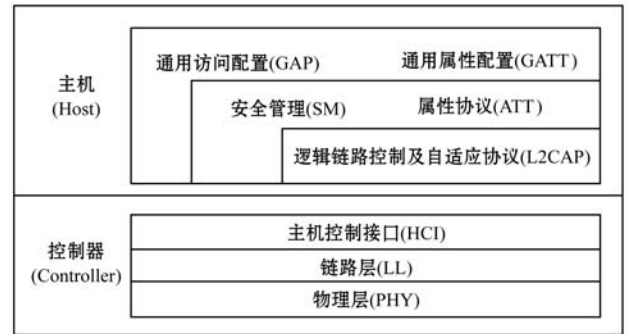 主机
(Host)
通用访问配置(GAP)
通用属性配置(GATT)
安全管理(SM)
属性协议(ATT)
逻辑链路控制及自适应协议(L2CAP)
控制器
(Controller)
主机控制接口(HCI)
链路层(LL)
物理层(PHY)